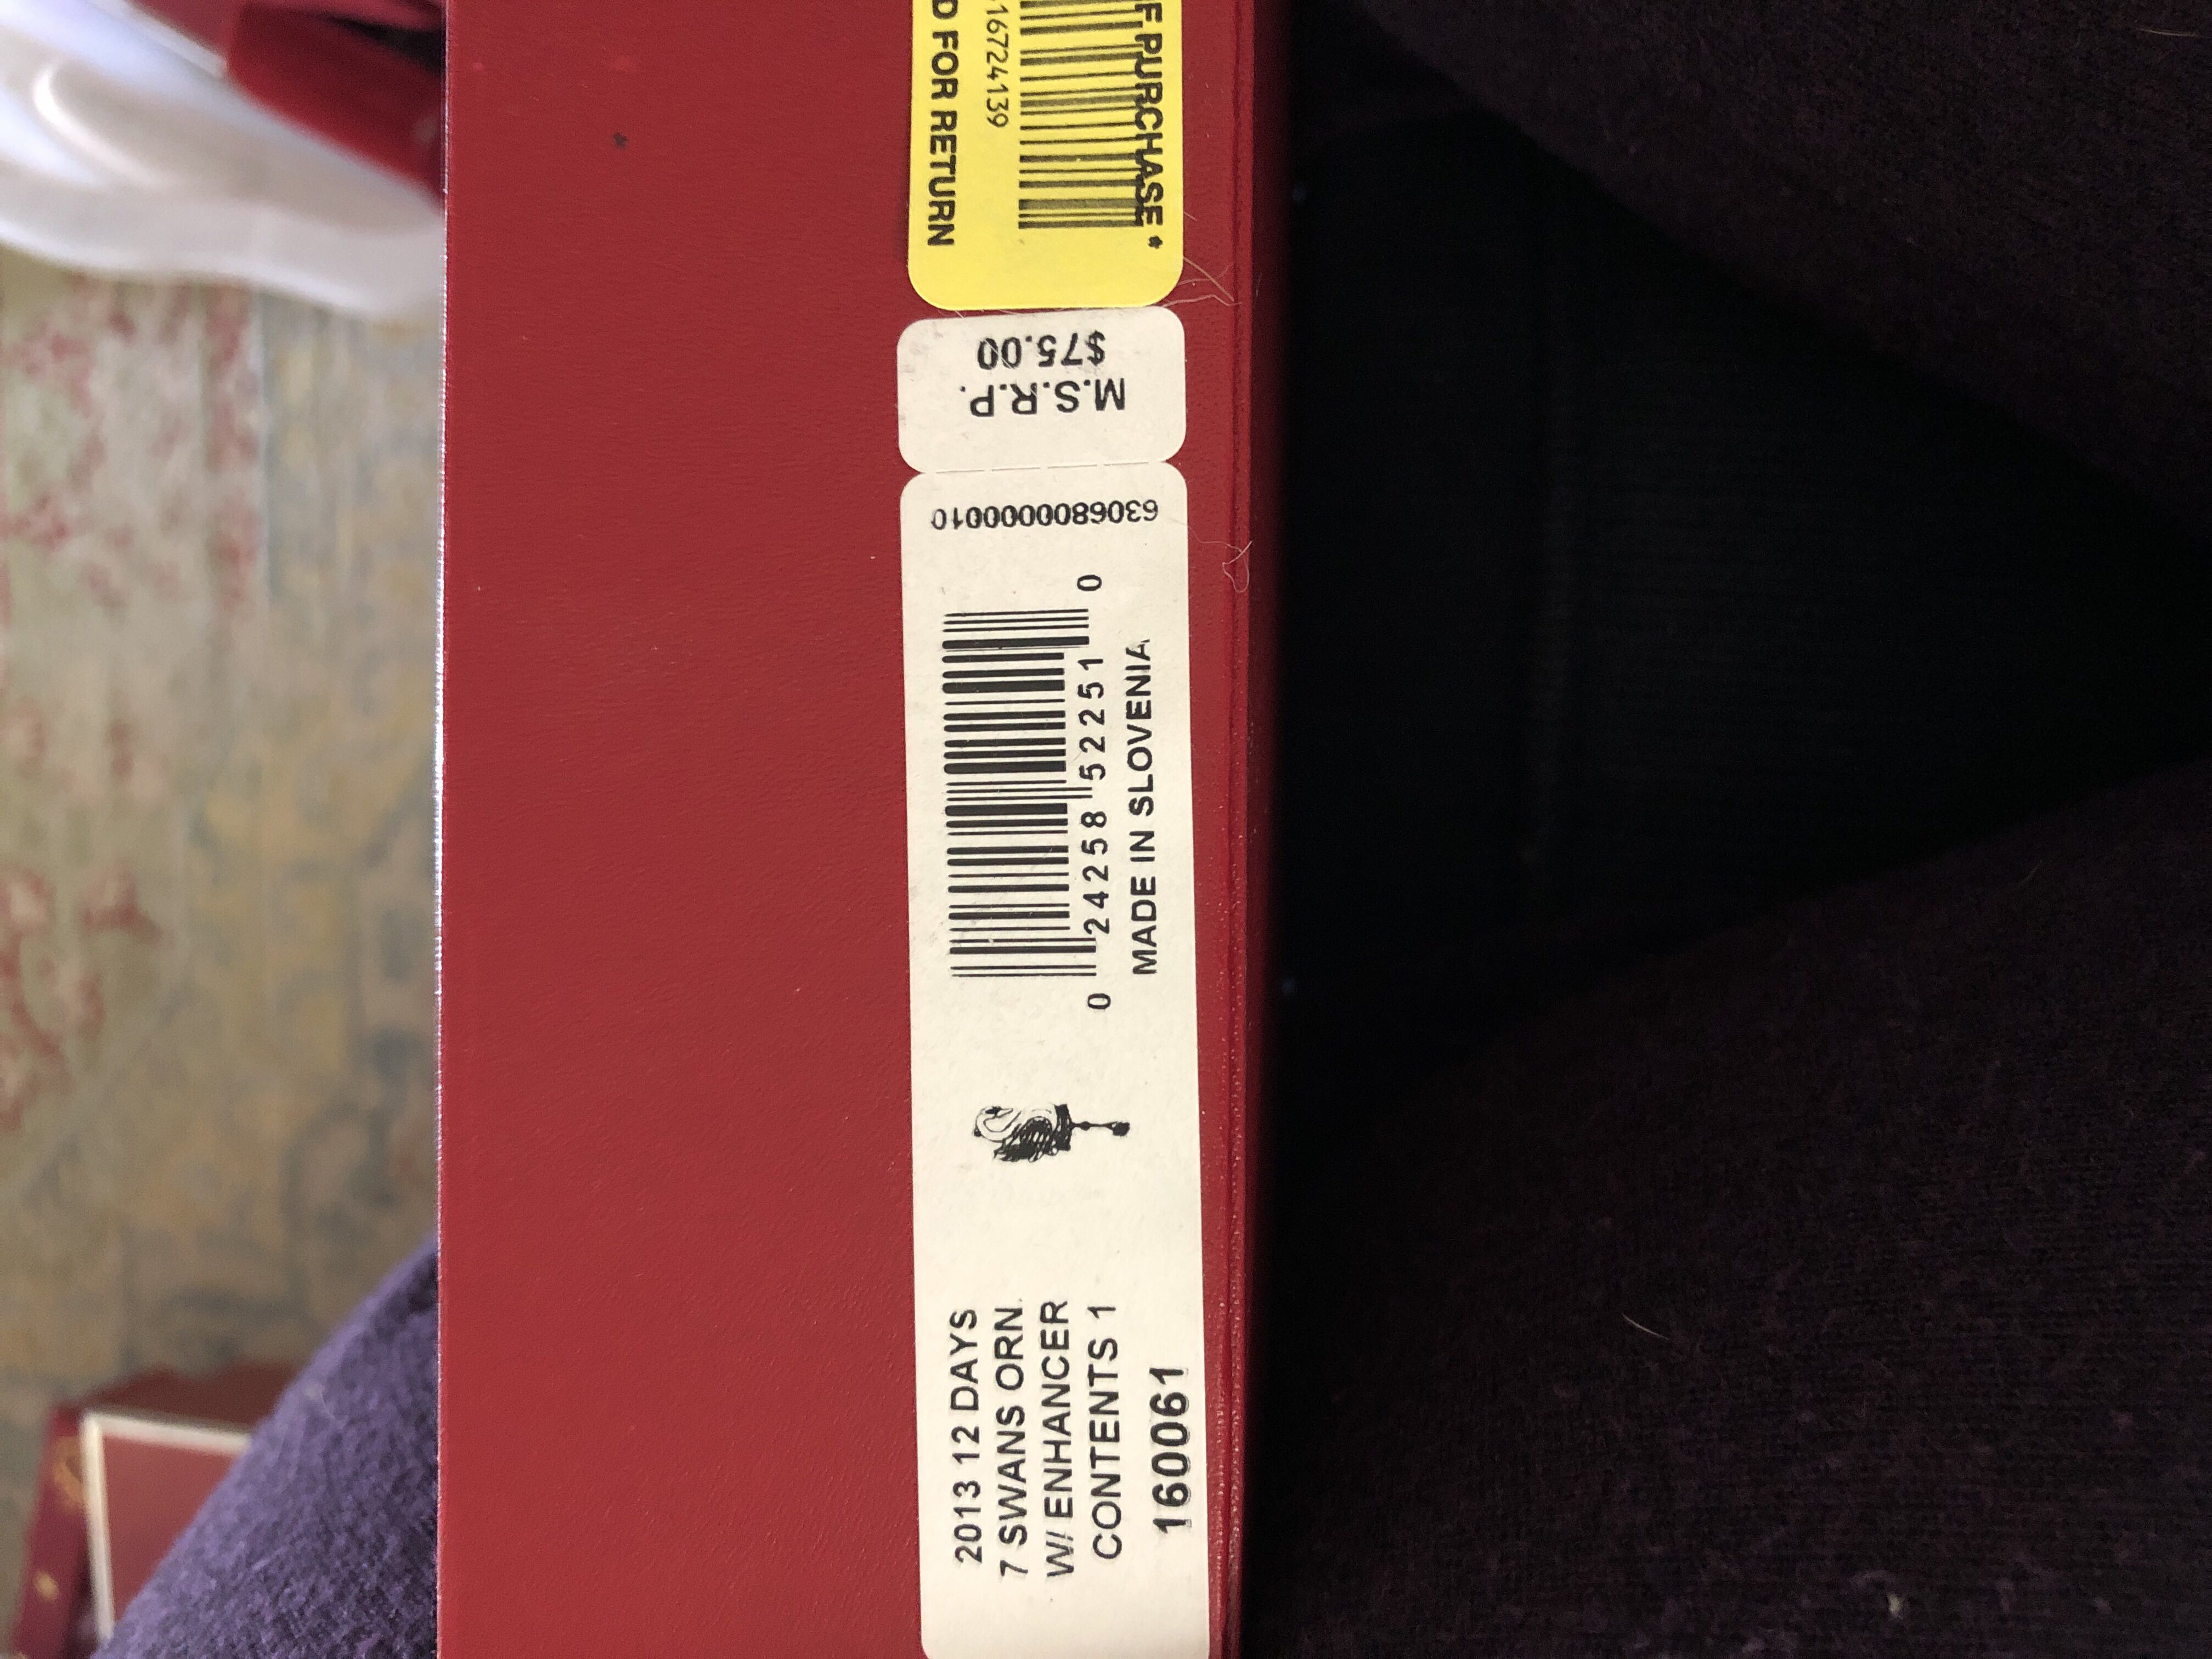 2013 12 DAYS
7 SWANS ORN.
W/ ENHANCER
CONTENTS 1
160061
0 24258 52251 0
MADE IN SLOVENIA
630680000010
M.S.R.P.
$75.00
F PURCHASE *
16724139
D FOR RETURN